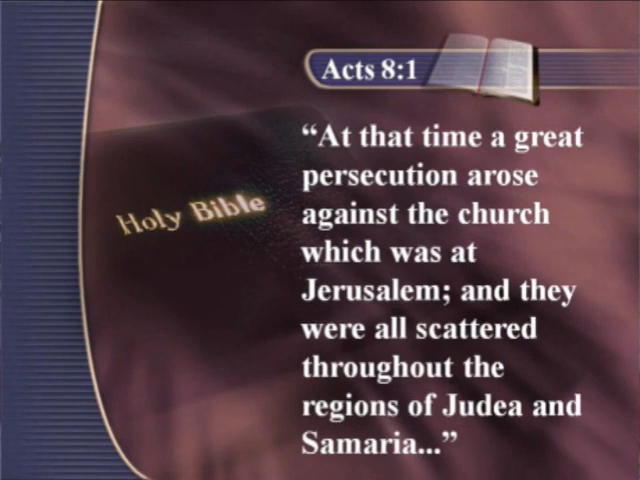 Acts 8:1
Holy Bible
“At that time a great
persecution arose
against the church
which was at
Jerusalem; and they
were all scattered
throughout the
regions of Judea and
Samaria...”